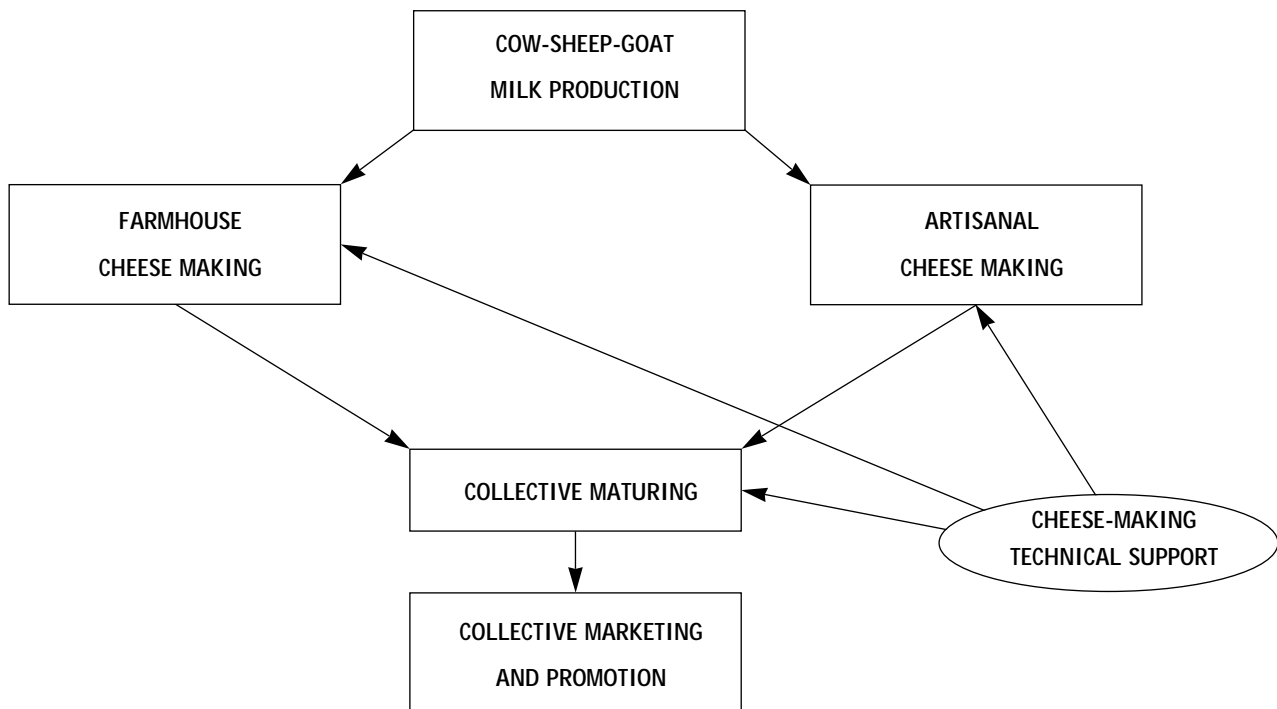 COW-SHEEP-GOAT
MILK PRODUCTION
FARMHOUSE
CHEESE MAKING
ARTISANAL
CHEESE MAKING
COLLECTIVE MATURING
CHEESE-MAKING
TECHNICAL SUPPORT
COLLECTIVE MARKETING
AND PROMOTION